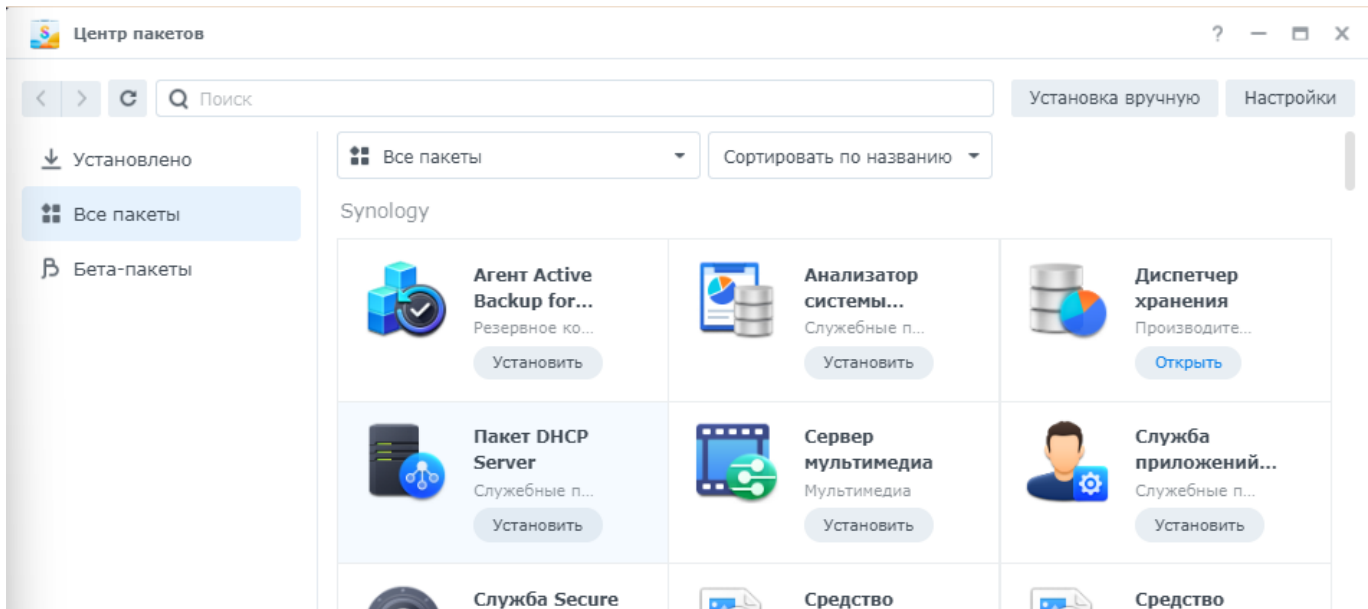 Центр пакетов
Поиск
Установка вручную
Настройки
Установлено
Все пакеты
Бета-пакеты
Все пакеты
Сортировать по названию
Synology
Агент Active
Backup for...
Резервное ко...
Установить
Анализатор
системы...
Служебные п...
Установить
Диспетчер
хранения
Производите...
Открыть
Пакет DHCP
Server
Служебные п...
Установить
Сервер
мультимедиа
Мультимедиа
Установить
Служба
приложений...
Служебные п...
Установить
Служба Secure
Средство
Средство